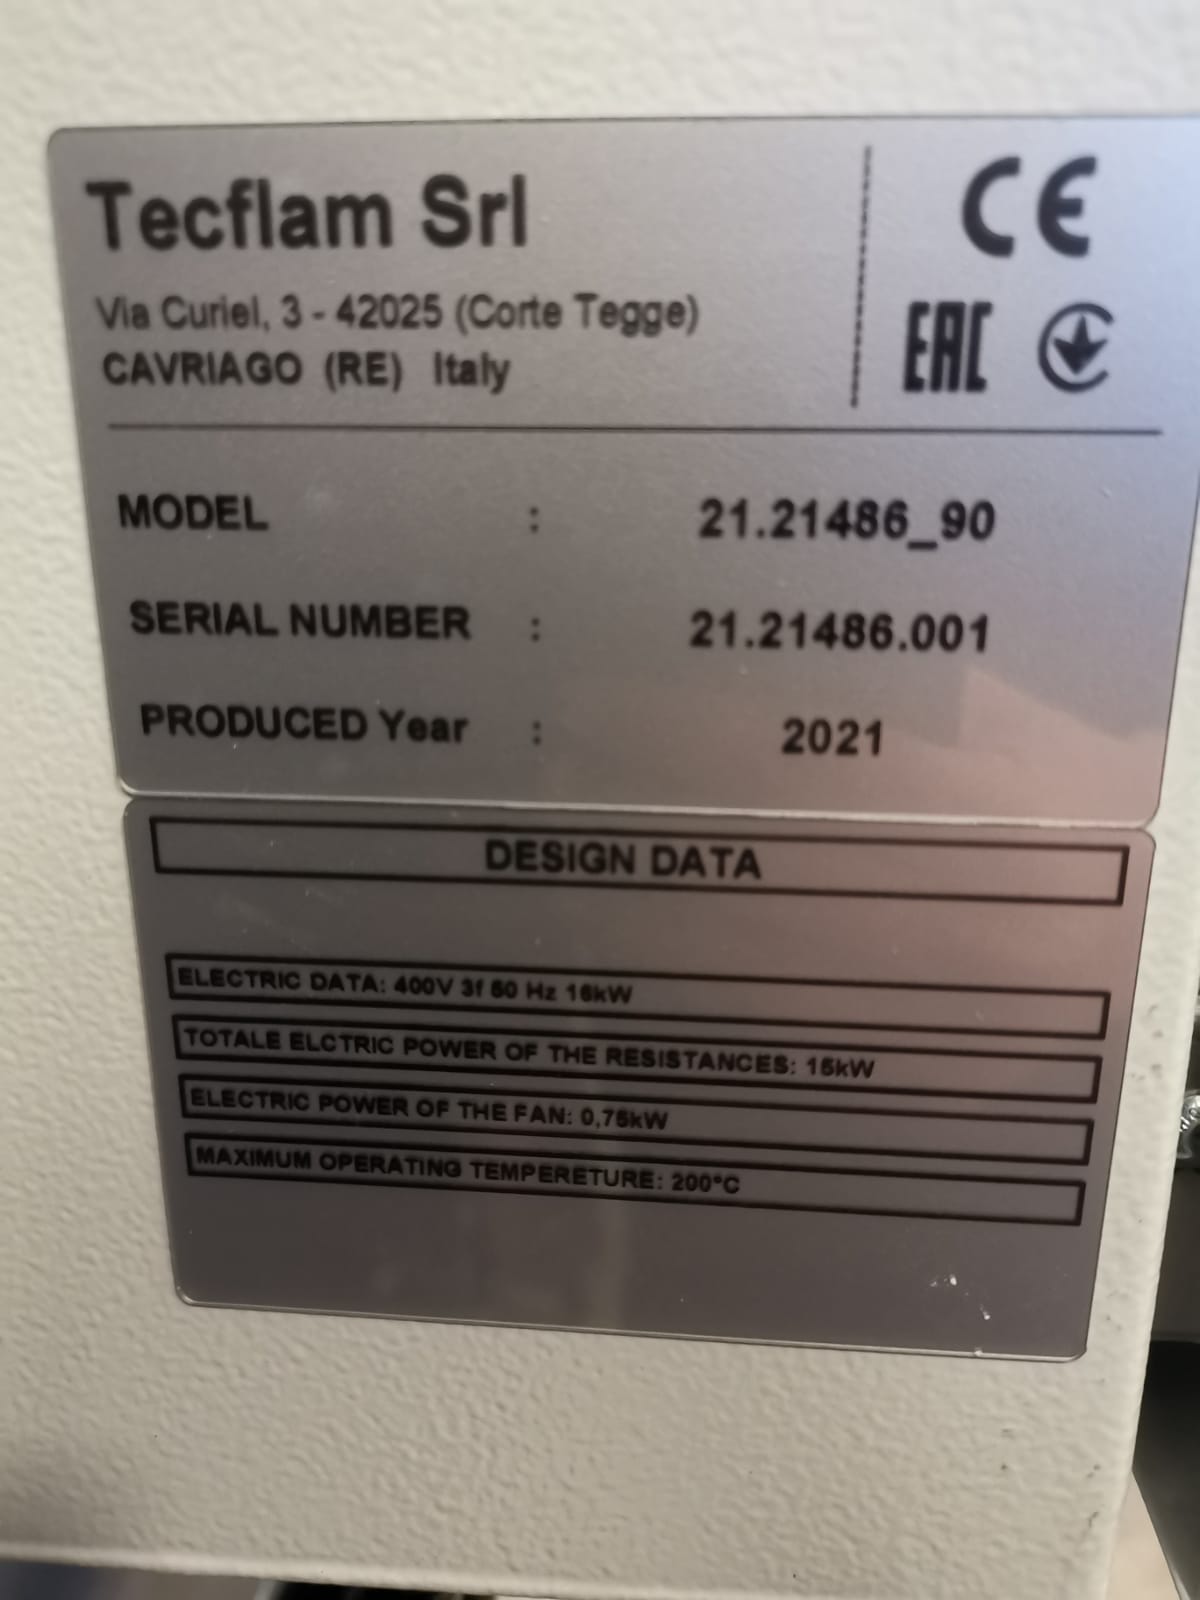 Tecflam Srl
Via Curiel, 3 - 42025 (Corte Tegge)
CAVRIAGO (RE) Italy
CE
EAC
MODEL : 21.21486_90
SERIAL NUMBER : 21.21486.001
PRODUCED Year : 2021
DESIGN DATA
ELECTRIC DATA: 400V 3f 50 Hz 16kW
TOTALE ELCTRIC POWER OF THE RESISTANCES: 15kW
ELECTRIC POWER OF THE FAN: 0,75kW
MAXIMUM OPERATING TEMPERETURE: 200°C